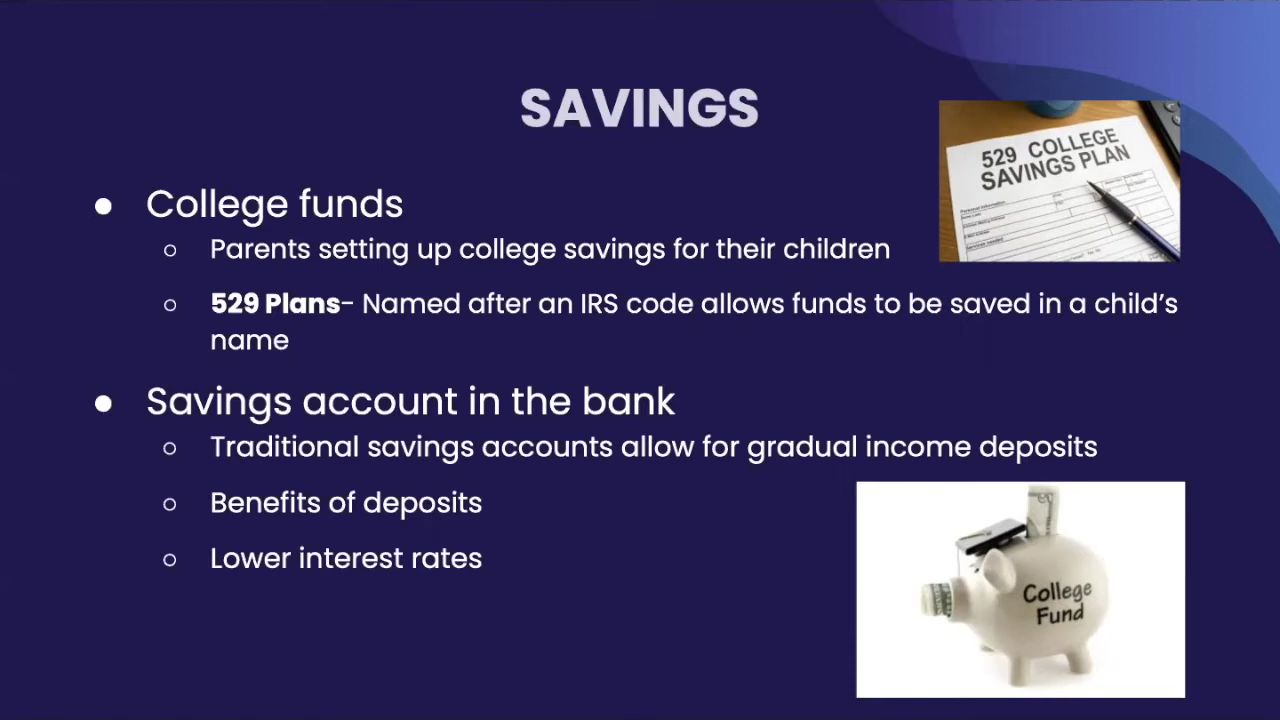 SAVINGS
529 COLLEGE
SAVINGS PLAN
Personal Information
● College funds
○ Parents setting up college savings for their children
○ 529 Plans- Named after an IRS code allows funds to be saved in a child’s
name
● Savings account in the bank
○ Traditional savings accounts allow for gradual income deposits
○ Benefits of deposits
○ Lower interest rates
College
Fund